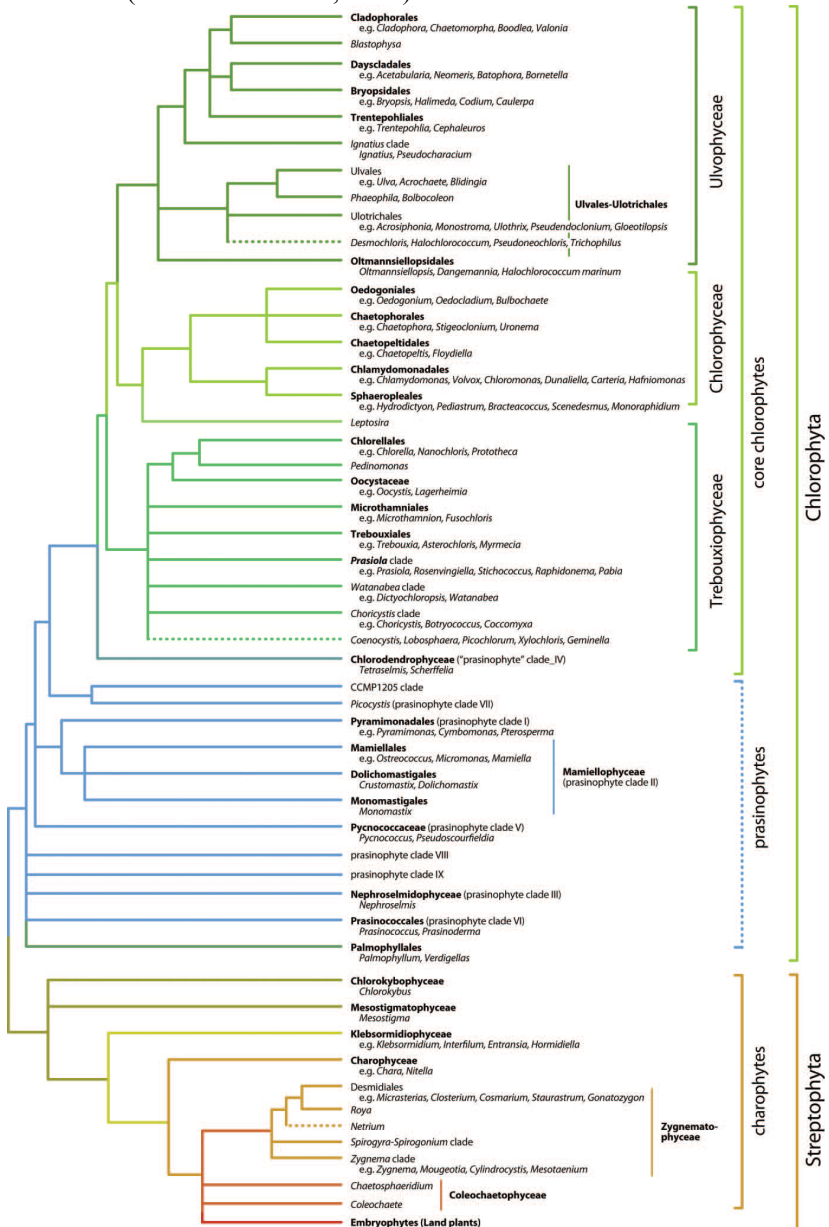 Cladophorales
e.g. Cladophora, Chaetomorpha, Boodlea, Valonia
Blastophysa
Dayscladales
e.g. Acetabularia, Neomeris, Batophora, Bornetella
Bryopsidales
e.g. Bryopsis, Halimeda, Codium, Caulerpa
Trentepohliales
e.g. Trentepohlia, Cephaleuros
Ignatius clade
Ignatius, Pseudocharacium
Ulvales
e.g. Ulva, Acrochaete, Blidingia
Phaeophila, Bolbocoleon
Ulvales-Ulotrichales
Ulotrichales
e.g. Acrosiphonia, Monostroma, Ulothrix, Pseudendoclonium, Gloeotilopsis
Desmochloris, Halochlorococcum, Pseudoneochloris, Trichophilus
Oltmannsiellopsidales
Oltmannsiellopsis, Dangemannia, Halochlorococcum marinum
Ulvophyceae
Oedogoniales
e.g. Oedogonium, Oedocladium, Bulbochaete
Chaetophorales
e.g. Chaetophora, Stigeoclonium, Uronema
Chaetopeltidales
e.g. Chaetopeltis, Floydiella
Chlamydomonadales
e.g. Chlamydomonas, Volvox, Chloromonas, Dunaliella, Carteria, Hafniomonas
Sphaeropleales
e.g. Hydrodictyon, Pediastrum, Bracteacoccus, Scenedesmus, Monoraphidium
Chlorophyceae
Leptosira
Chlorellales
e.g. Chlorella, Nanochloris, Prototheca
Pedinomonas
Oocystaceae
e.g. Oocystis, Lagerheimia
Microthamniales
e.g. Microthamnion, Fusochloris
Trebouxiales
e.g. Trebouxia, Asterochloris, Myrmecia
Prasiola clade
e.g. Prasiola, Rosenvingiella, Stichococcus, Raphidonema, Pabia
Watanabea clade
e.g. Dictyochloropsis, Watanabea
Choricystis clade
e.g. Choricystis, Botryococcus, Coccomyxa
Coenocystis, Lobosphaera, Picochlorum, Xylochloris, Geminella
Trebouxiophyceae
Chlorodendrophyceae ("prasinophyte" clade_IV)
Tetraselmis, Scherffelia
core chlorophytes
CCMP1205 clade
Picocystis (prasinophyte clade VII)
Pyramimonadales (prasinophyte clade I)
e.g. Pyramimonas, Cymbomonas, Pterosperma
Mamiellales
e.g. Ostreococcus, Micromonas, Mamiella
Dolichomastigales
Crustomastix, Dolichomastix
Monomastigales
Monomastix
Mamiellophyceae
(prasinophyte clade II)
Pycnococcaceae (prasinophyte clade V)
Pycnococcus, Pseudoscourfieldia
prasinophyte clade VIII
prasinophyte clade IX
Nephroselmidophyceae (prasinophyte clade III)
Nephroselmis
Prasinococcales (prasinophyte clade VI)
Prasinococcus, Prasinoderma
Palmophyllales
Palmophyllum, Verdigellas
prasinophytes
Chlorophyta
Chlorokybophyceae
Chlorokybus
Mesostigmatophyceae
Mesostigma
Klebsormidiophyceae
e.g. Klebsormidium, Interfilum, Entransia, Hormidiella
Charophyceae
e.g. Chara, Nitella
Desmidiales
e.g. Micrasterias, Closterium, Cosmarium, Staurastrum, Gonatozygon
Roya
Netrium
Spirogyra-Spirogonium clade
Zygnema clade
e.g. Zygnema, Mougeotia, Cylindrocystis, Mesotaenium
Zygnemato-
phyceae
Chaetosphaeridium
Coleochaete
Coleochaetophyceae
Embryophytes (Land plants)
charophytes
Streptophyta